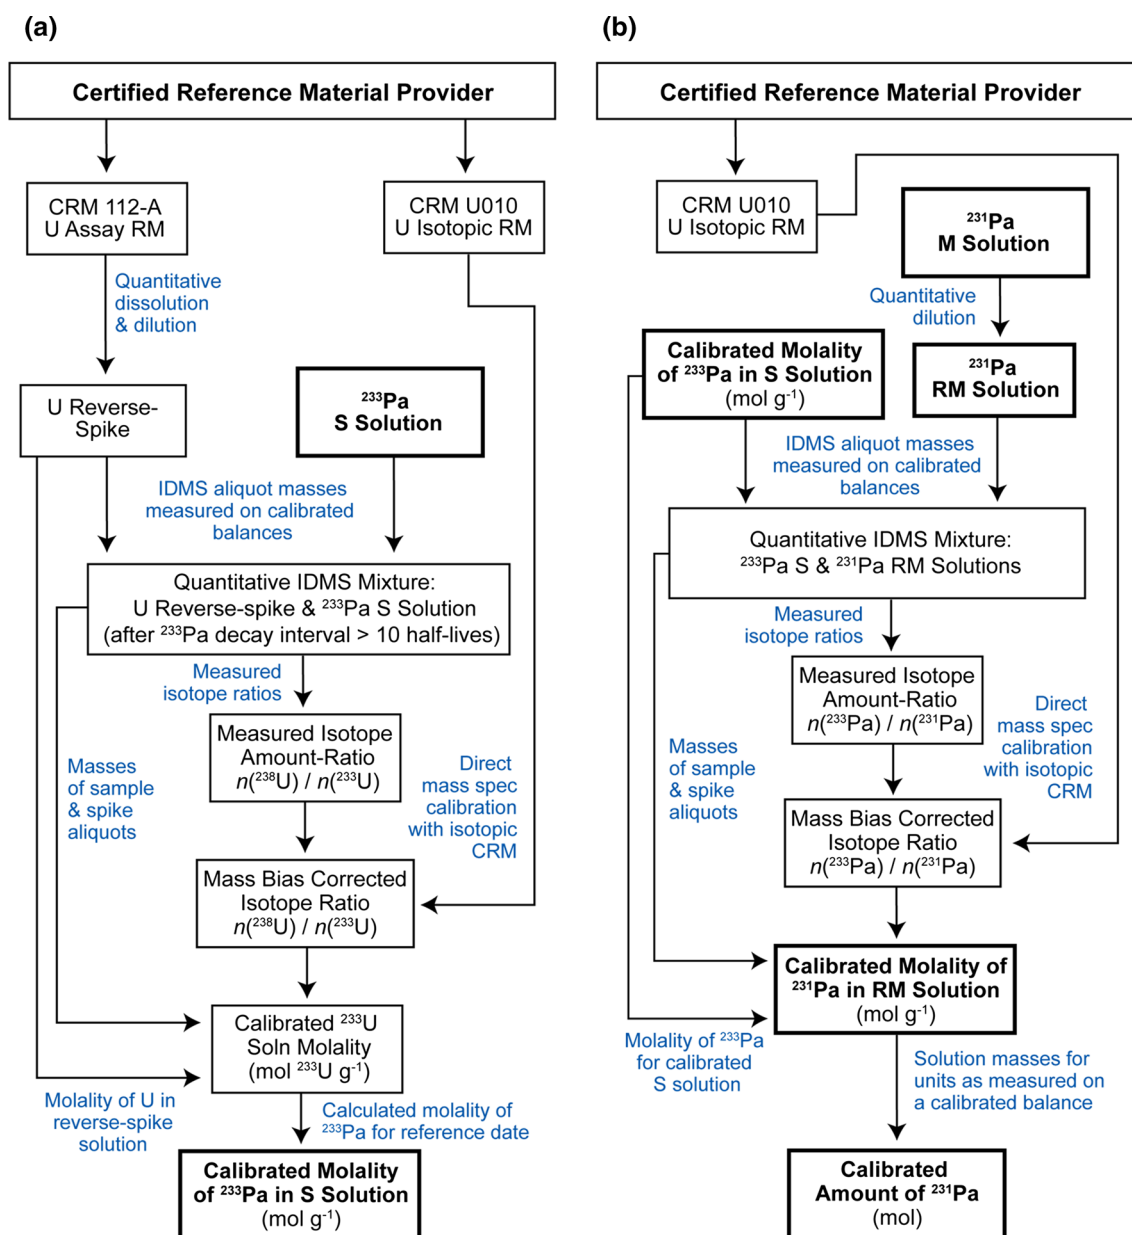 (a)
Certified Reference Material Provider
CRM 112-A
U Assay RM
CRM U010
U Isotopic RM
Quantitative
dissolution
& dilution
U Reverse-
Spike
²³³Pa
S Solution
IDMS aliquot masses
measured on calibrated
balances
Quantitative IDMS Mixture:
U Reverse-spike & ²³³Pa S Solution
(after ²³³Pa decay interval > 10 half-lives)
Measured
isotope ratios
Measured Isotope
Amount-Ratio
n(²³⁸U) / n(²³³U)
Masses
of sample
& spike
aliquots
Direct
mass spec
calibration
with isotopic
CRM
Mass Bias Corrected
Isotope Ratio
n(²³⁸U) / n(²³³U)
Calibrated ²³³U
Soln Molality
(mol ²³³U g⁻¹)
Molality of U in
reverse-spike
solution
Calculated molality of
²³³Pa for reference date
Calibrated Molality
of ²³³Pa in S Solution
(mol g⁻¹)
(b)
Certified Reference Material Provider
CRM U010
U Isotopic RM
²³¹Pa
M Solution
Quantitative
dilution
Calibrated Molality
of ²³³Pa in S Solution
(mol g⁻¹)
²³¹Pa
RM Solution
IDMS aliquot masses
measured on calibrated
balances
Quantitative IDMS Mixture:
²³³Pa S & ²³¹Pa RM Solutions
Measured
isotope ratios
Measured Isotope
Amount-Ratio
n(²³³Pa) / n(²³¹Pa)
Masses
of sample
& spike
aliquots
Direct
mass spec
calibration
with isotopic
CRM
Mass Bias Corrected
Isotope Ratio
n(²³³Pa) / n(²³¹Pa)
Calibrated Molality of
²³¹Pa in RM Solution
(mol g⁻¹)
Molality of ²³³Pa
for calibrated
S solution
Solution masses for
units as measured on
a calibrated balance
Calibrated
Amount of ²³¹Pa
(mol)